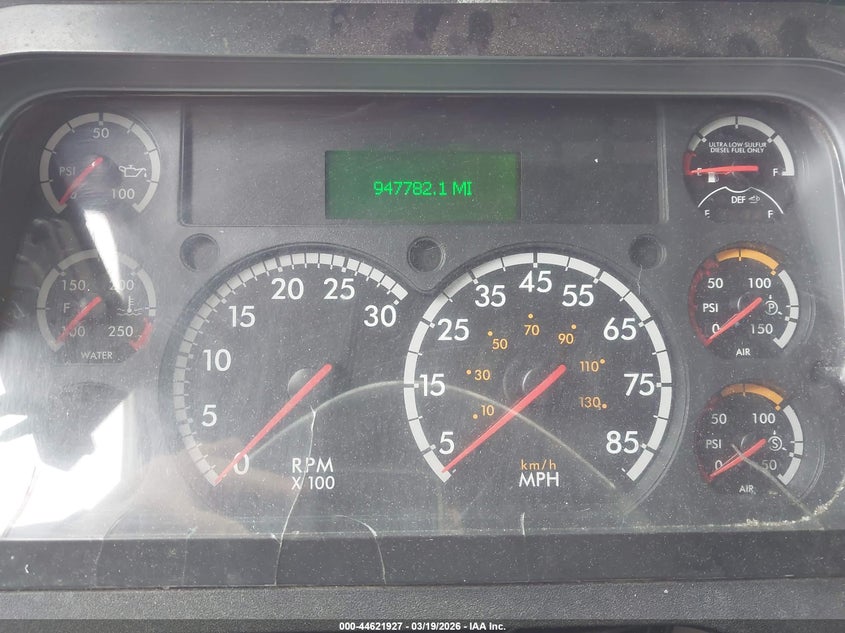 947782.1 MI
50
PSI
0 100
150 200
F
100 250
WATER
0
5
10
15
20
25
30
RPM
X 100
5
15
25
35
45
55
65
75
85
10
30
50
70
90
110
130
km/h
MPH
ULTRA LOW-SULFUR
DIESEL FUEL ONLY
E F
DEF
E F
50 100
PSI P
0 150
AIR
50 100
PSI S
0 150
AIR
000-44621927 - 03/19/2026 - IAA Inc.